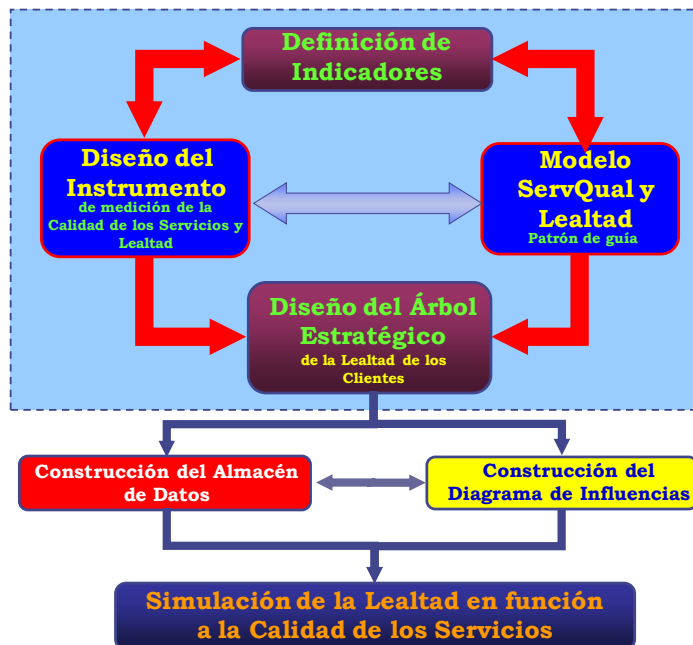 Definición de
Indicadores
Diseño del
Instrumento
de medición de la
Calidad de los Servicios y
Lealtad
Modelo
ServQual y
Lealtad
Patrón de guía
Diseño del Árbol
Estratégico
de la Lealtad de los
Clientes
Construcción del Almacén
de Datos
Construcción del
Diagrama de Influencias
Simulación de la Lealtad en función
a la Calidad de los Servicios